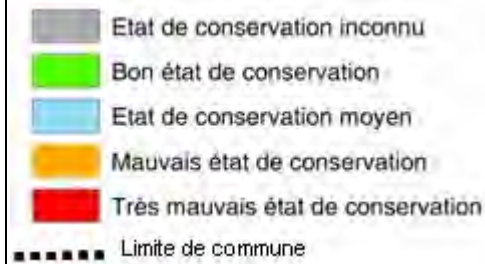 Etat de conservation inconnu
Bon état de conservation
Etat de conservation moyen
Mauvais état de conservation
Très mauvais état de conservation
Limite de commune